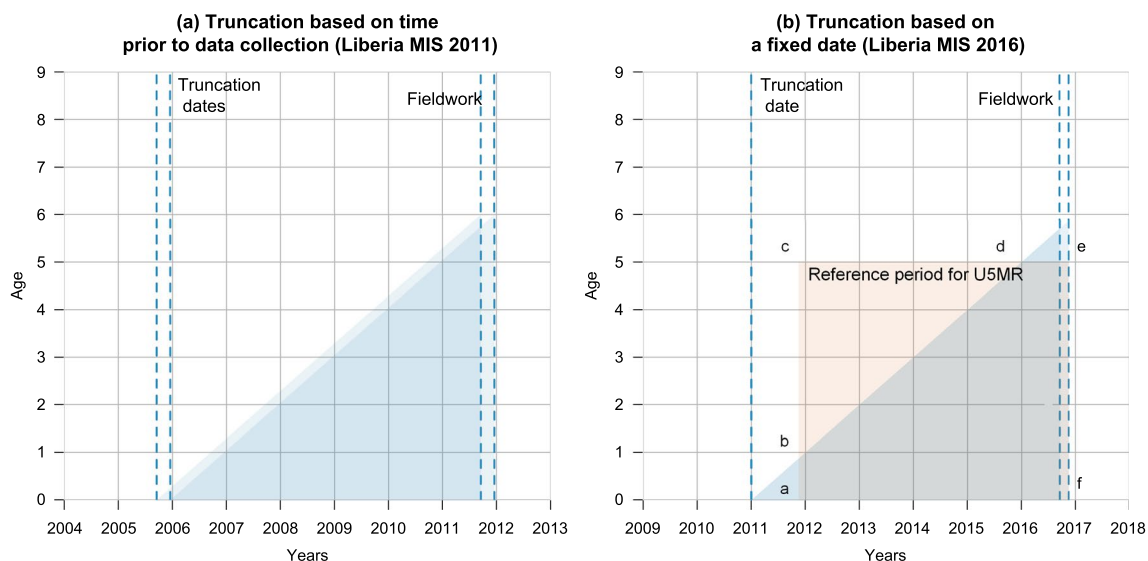 (a) Truncation based on time
prior to data collection (Liberia MIS 2011)
9
8
7
6
5
4
3
2
1
0
Age
Truncation
dates
Fieldwork
2004 2005 2006 2007 2008 2009 2010 2011 2012 2013
Years
(b) Truncation based on
a fixed date (Liberia MIS 2016)
9
8
7
6
5
4
3
2
1
0
Age
Truncation
date
Fieldwork
c d e
Reference period for U5MR
b
a f
2009 2010 2011 2012 2013 2014 2015 2016 2017 2018
Years